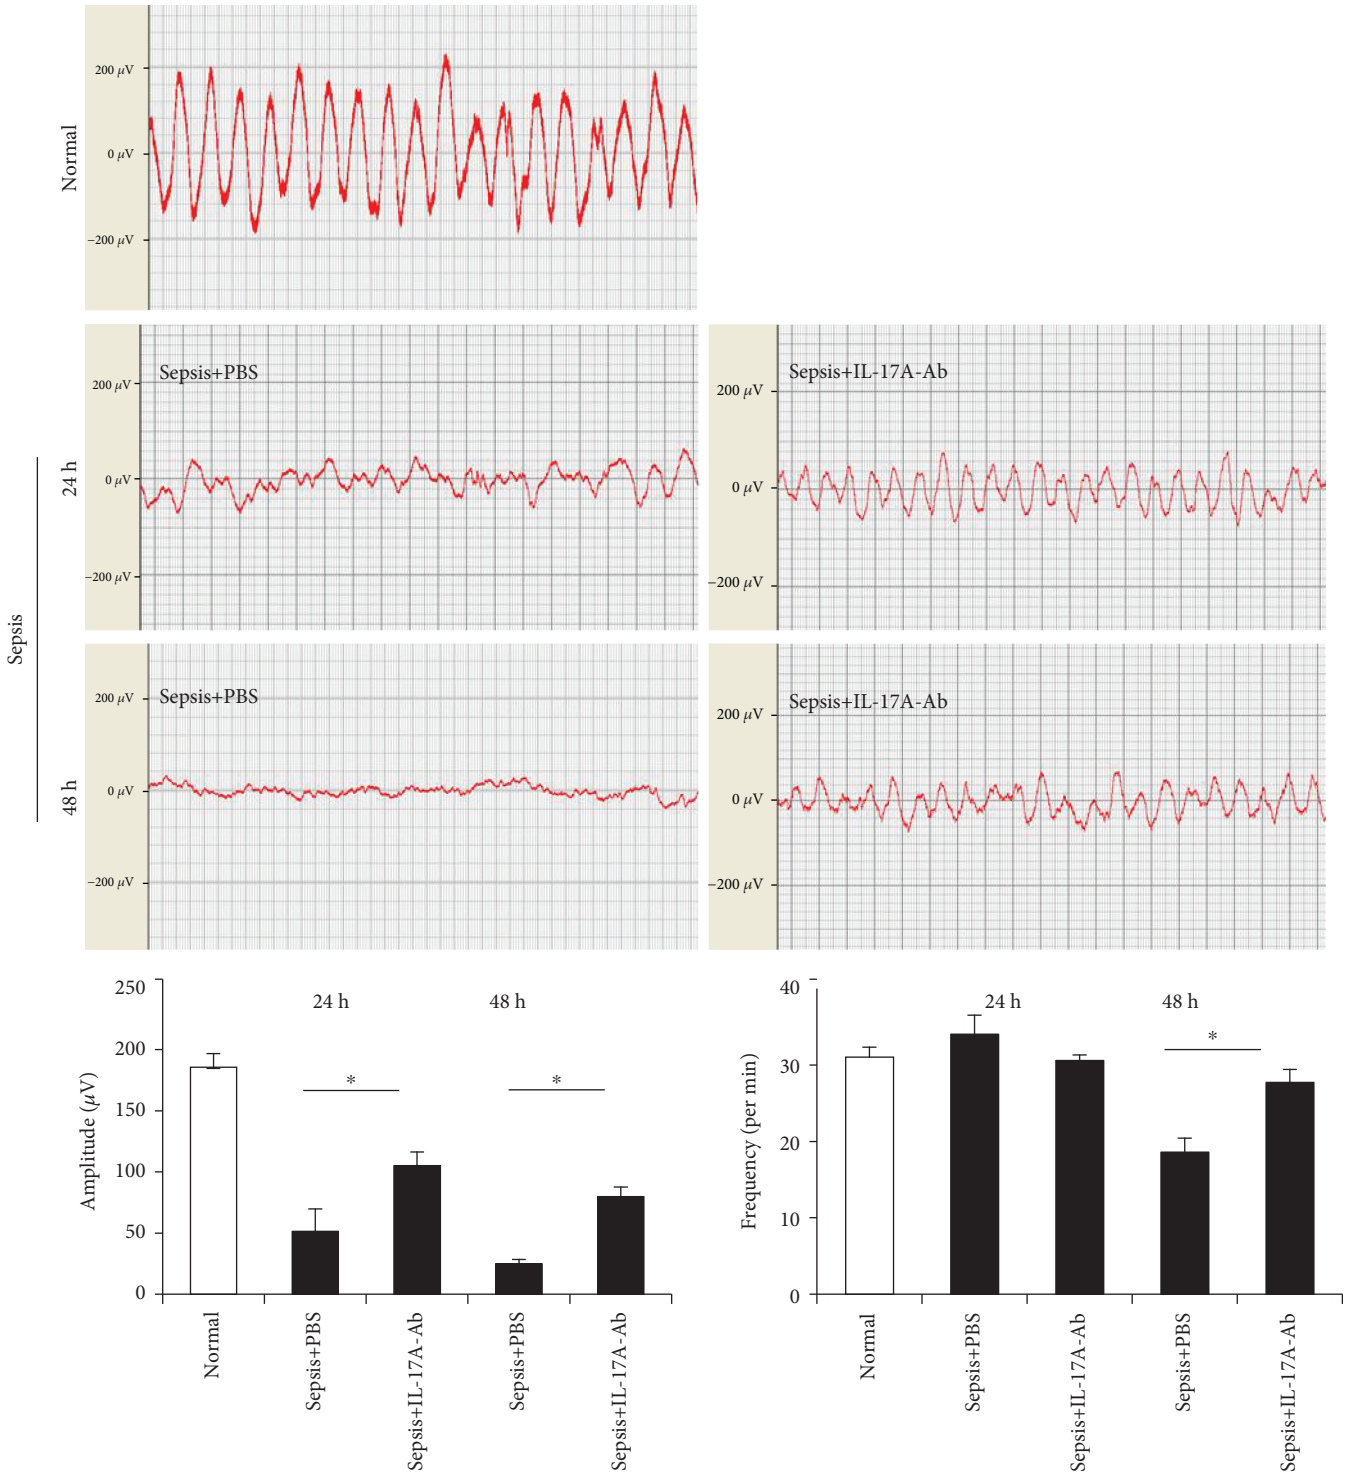 Normal
200 μV
0 μV
−200 μV
Sepsis
24 h
Sepsis+PBS
200 μV
0 μV
−200 μV
Sepsis+IL-17A-Ab
200 μV
0 μV
−200 μV
48 h
Sepsis+PBS
200 μV
0 μV
−200 μV
Sepsis+IL-17A-Ab
200 μV
0 μV
−200 μV
Amplitude (μV)
250
200
150
100
50
0
24 h
48 h
*
*
Normal
Sepsis+PBS
Sepsis+IL-17A-Ab
Sepsis+PBS
Sepsis+IL-17A-Ab
Frequency (per min)
40
30
20
10
0
24 h
48 h
*
Normal
Sepsis+PBS
Sepsis+IL-17A-Ab
Sepsis+PBS
Sepsis+IL-17A-Ab